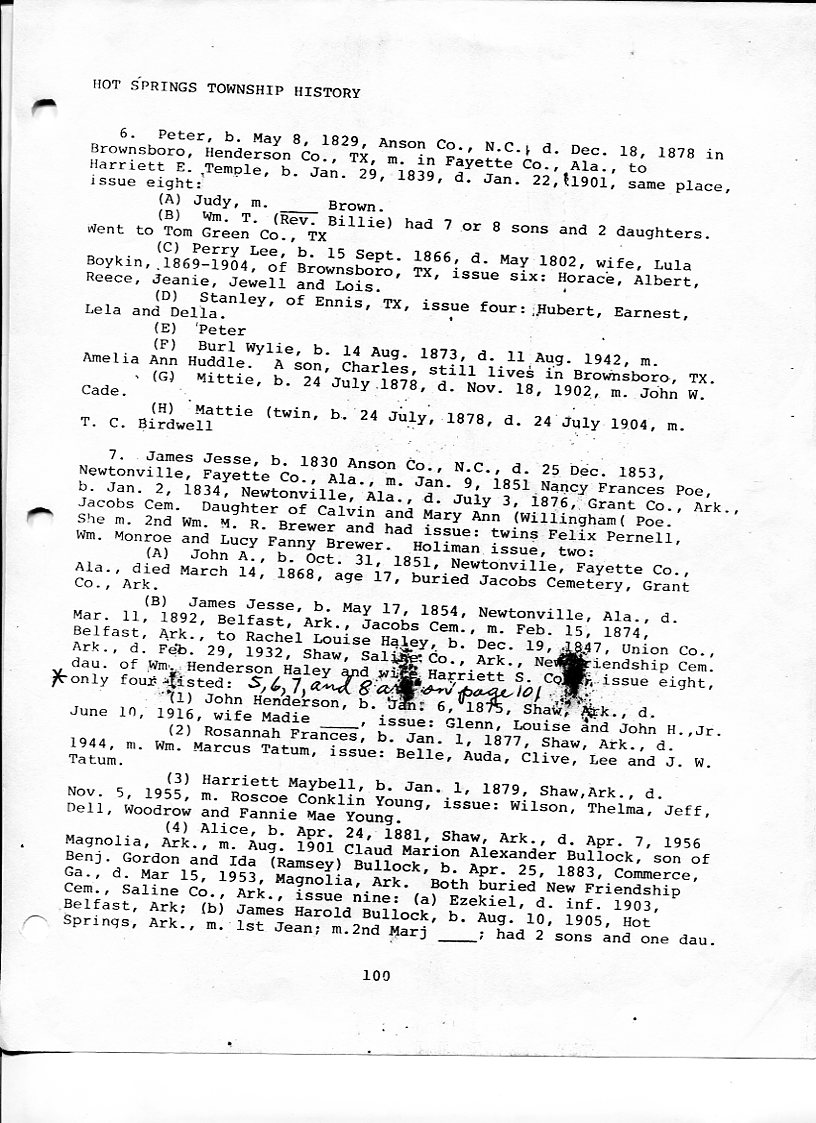 HOT SPRINGS TOWNSHIP HISTORY
6. Peter, b. May 8, 1829, Anson Co., N.C., d. Dec. 18, 1878 in
Brownsboro, Henderson Co., TX, m. in Fayette Co., Ala., to
Harriett E. Temple, b. Jan. 29, 1839, d. Jan. 22, 1901, same place,
issue eight:
(A) Judy, m. ____ Brown.
(B) Wm. T. (Rev. Billie) had 7 or 8 sons and 2 daughters.
Went to Tom Green Co., TX
(C) Perry Lee, b. 15 Sept. 1866, d. May 1802, wife, Lula
Boykin, 1869-1904, of Brownsboro, TX, issue six: Horace, Albert,
Reece, Jeanie, Jewell and Lois.
(D) Stanley, of Ennis, TX, issue four: Hubert, Earnest,
Lela and Della.
(E) Peter
(F) Burl Wylie, b. 14 Aug. 1873, d. 11 Aug. 1942, m.
Amelia Ann Huddle. A son, Charles, still lives in Brownsboro, TX.
(G) Mittie, b. 24 July 1878, d. Nov. 18, 1902, m. John W.
Cade.
(H) Mattie (twin, b. 24 July, 1878, d. 24 July 1904, m.
T. C. Birdwell
7. James Jesse, b. 1830 Anson Co., N.C., d. 25 Dec. 1853,
Newtonville, Fayette Co., Ala., m. Jan. 9, 1851 Nancy Frances Poe,
b. Jan. 2, 1834, Newtonville, Ala., d. July 3, 1876, Grant Co., Ark.,
Jacobs Cem. Daughter of Calvin and Mary Ann (Willingham( Poe.
She m. 2nd Wm. M. R. Brewer and had issue: twins Felix Pernell,
Wm. Monroe and Lucy Fanny Brewer. Holiman issue, two:
(A) John A., b. Oct. 31, 1851, Newtonville, Fayette Co.,
Ala., died March 14, 1868, age 17, buried Jacobs Cemetery, Grant
Co., Ark.
(B) James Jesse, b. May 17, 1854, Newtonville, Ala., d.
Mar. 11, 1892, Belfast, Ark., Jacobs Cem., m. Feb. 15, 1874,
Belfast, Ark., to Rachel Louise Haley, b. Dec. 19, 1847, Union Co.,
Ark., d. Feb. 29, 1932, Shaw, Saline Co., Ark., New Friendship Cem.
dau. of Wm. Henderson Haley and wife Harriett S. issue eight,
*only four listed: 5, 6, 7, and 8 are on page 101
(1) John Henderson, b. Jan. 6, 1875, Shaw, Ark., d.
June 10, 1916, wife Madie ____, issue: Glenn, Louise and John H.,Jr.
(2) Rosannah Frances, b. Jan. 1, 1877, Shaw, Ark., d.
1944, m. Wm. Marcus Tatum, issue: Belle, Auda, Clive, Lee and J. W.
Tatum.
(3) Harriett Maybell, b. Jan. 1, 1879, Shaw,Ark., d.
Nov. 5, 1955, m. Roscoe Conklin Young, issue: Wilson, Thelma, Jeff,
Dell, Woodrow and Fannie Mae Young.
(4) Alice, b. Apr. 24, 1881, Shaw, Ark., d. Apr. 7, 1956
Magnolia, Ark., m. Aug. 1901 Claud Marion Alexander Bullock, son of
Benj. Gordon and Ida (Ramsey) Bullock, b. Apr. 25, 1883, Commerce,
Ga., d. Mar 15, 1953, Magnolia, Ark. Both buried New Friendship
Cem., Saline Co., Ark., issue nine: (a) Ezekiel, d. inf. 1903,
Belfast, Ark; (b) James Harold Bullock, b. Aug. 10, 1905, Hot
Springs, Ark., m. 1st Jean; m.2nd Marj ____; had 2 sons and one dau.
100